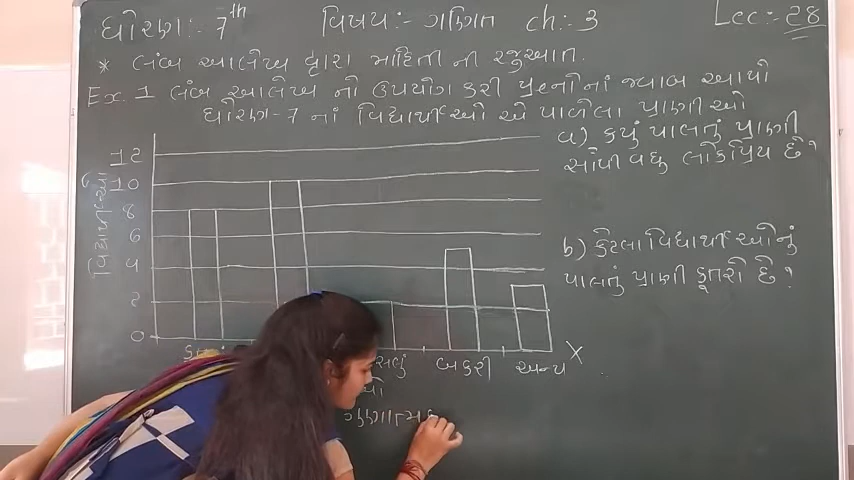 ધોરણ :- 7th વિષય :- ગણિત ch :- 3 Lec :- 28
* લંબ આલેખ દ્વારા માહિતી ની રજુઆત.
Ex. 1 લંબ આલેખ નો ઉપયોગ કરી પ્રશ્નોનાં જવાબ આપો
ધોરણ - 7 નાં વિદ્યાર્થીઓ એ પાળેલા પ્રાણીઓ
a) કયું પાલતું પ્રાણી
સૌથી વધુ લોકપ્રિય છે?
b) કેટલા વિદ્યાર્થીઓનું
પાલતું પ્રાણી કૂતરો છે?
12
10
8
6
4
2
0
બકરી અન્ય X